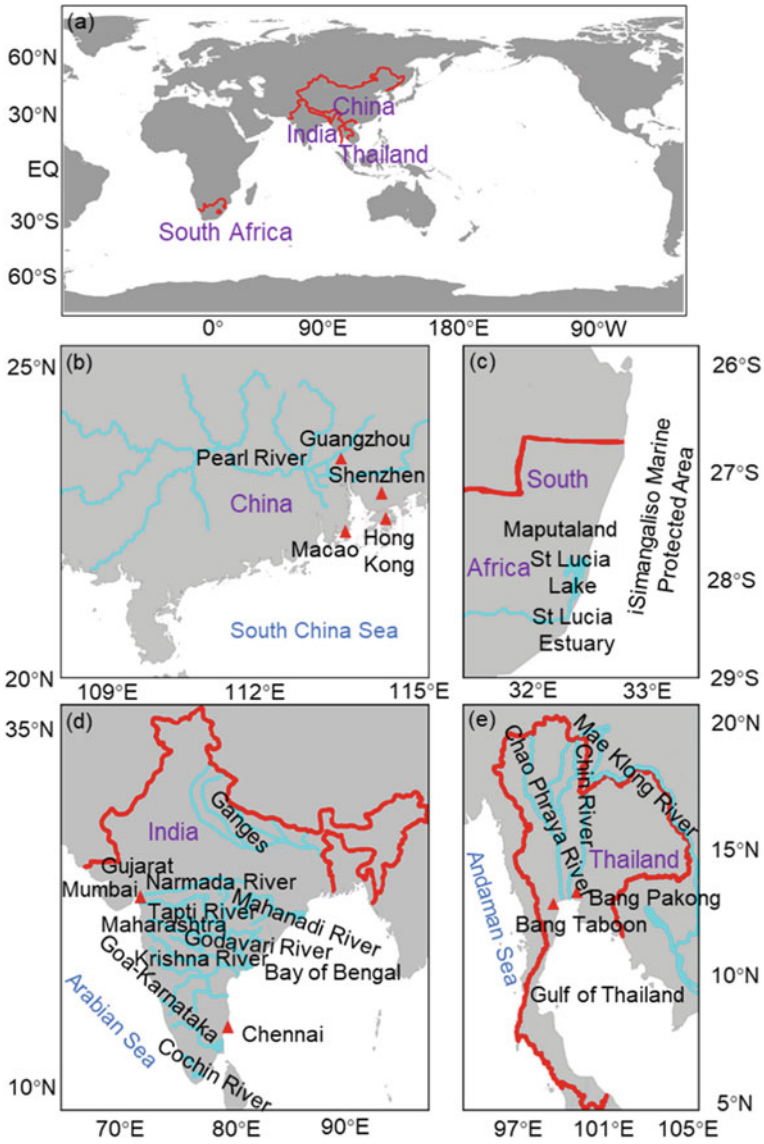 (a)
60°N
30°N
EQ
30°S
60°S
China
India
Thailand
South Africa
0°
90°E
180°E
90°W
(b)
25°N
20°N
Guangzhou
Pearl River
Shenzhen
China
Macao
Hong
Kong
South China Sea
109°E
112°E
115°E
(c)
26°S
27°S
28°S
29°S
South
Africa
Maputaland
St Lucia
Lake
St Lucia
Estuary
iSimangaliso Marine
Protected Area
32°E
33°E
(d)
35°N
10°N
Ganges
India
Gujarat
Mumbai
Narmada River
Mahanadi River
Tapti River
Maharashtra
Godavari River
Krishna River
Bay of Bengal
Goa-Karnataka
Arabian Sea
Chennai
Cochin River
70°E
80°E
90°E
(e)
20°N
15°N
10°N
5°N
Mae Klong River
Chin River
Chao Phraya River
Thailand
Bang Pakong
Bang Taboon
Andaman Sea
Gulf of Thailand
97°E
101°E
105°E